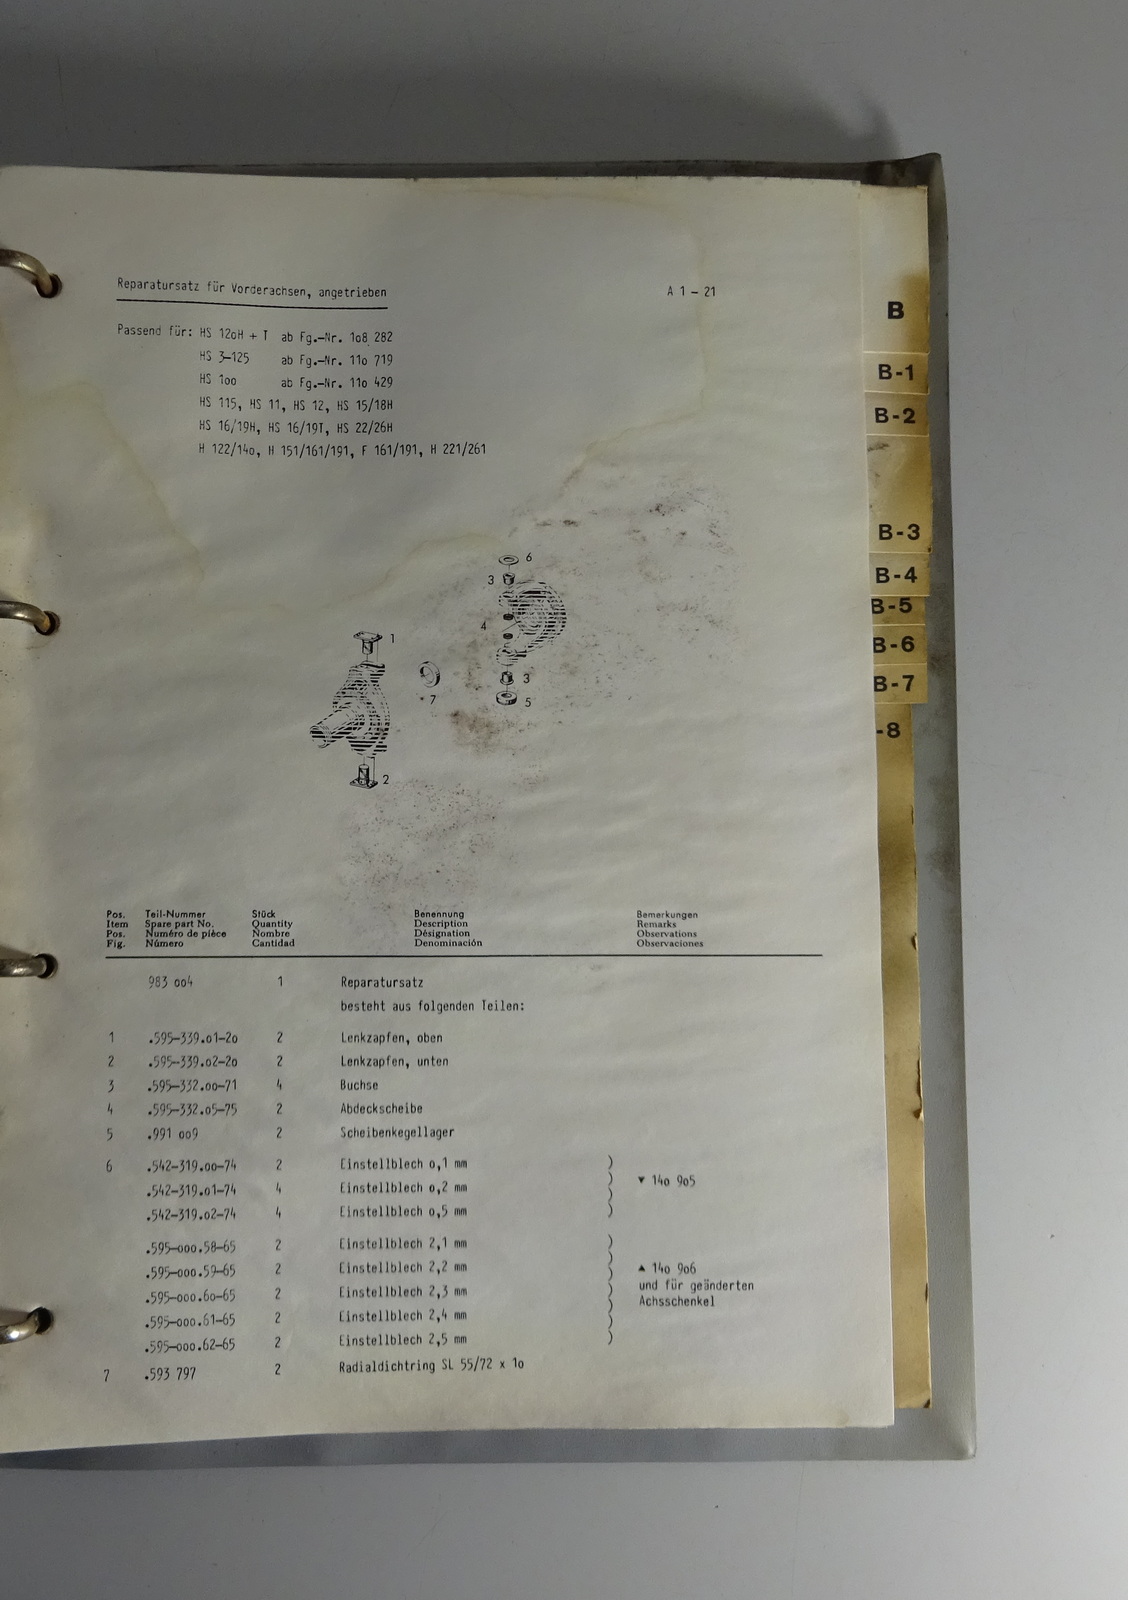 Reparatursatz für Vorderachsen, angetrieben
A 1 – 21
Passend für: HS 12oH + T ab Fg.-Nr. 1o8 282
HS 3-125 ab Fg.-Nr. 11o 719
HS 1oo ab Fg.-Nr. 11o 429
HS 115, HS 11, HS 12, HS 15/18H
HS 16/19H, HS 16/19T, HS 22/26H
H 122/14o, H 151/161/191, F 161/191, H 221/261
6
3
4
1
3
7
5
2
Pos. Teil-Nummer Stück Benennung Bemerkungen
Item Spare part No. Quantity Description Remarks
Pos. Numéro de pièce Nombre Désignation Observations
Fig. Número Cantidad Denominación Observaciones
983 oo4 1 Reparatursatz
besteht aus folgenden Teilen:
1 .595-339.o1-2o 2 Lenkzapfen, oben
2 .595-339.o2-2o 2 Lenkzapfen, unten
3 .595-332.oo-71 4 Buchse
4 .595-332.o5-75 2 Abdeckscheibe
5 .991 oo9 2 Scheibenkegellager
6 .542-319.oo-74 2 Einstellblech o,1 mm )
.542-319.o1-74 4 Einstellblech o,2 mm ) ▼ 14o 9o5
.542-319.o2-74 4 Einstellblech o,5 mm )
.595-ooo.58-65 2 Einstellblech 2,1 mm )
.595-ooo.59-65 2 Einstellblech 2,2 mm ) ▲ 14o 9o6
.595-ooo.6o-65 2 Einstellblech 2,3 mm ) und für geänderten
.595-ooo.61-65 2 Einstellblech 2,4 mm ) Achsschenkel
.595-ooo.62-65 2 Einstellblech 2,5 mm )
7 .593 797 2 Radialdichtring SL 55/72 x 1o
B
B-1
B-2
B-3
B-4
B-5
B-6
B-7
-8